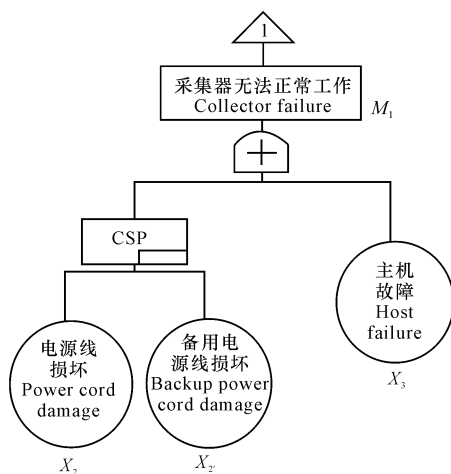 1
采集器无法正常工作
Collector failure
M₁
+
CSP
电源线
损坏
Power cord
damage
X₂
备用电
源线损坏
Backup power
cord damage
X₂'
主机
故障
Host
failure
X₃